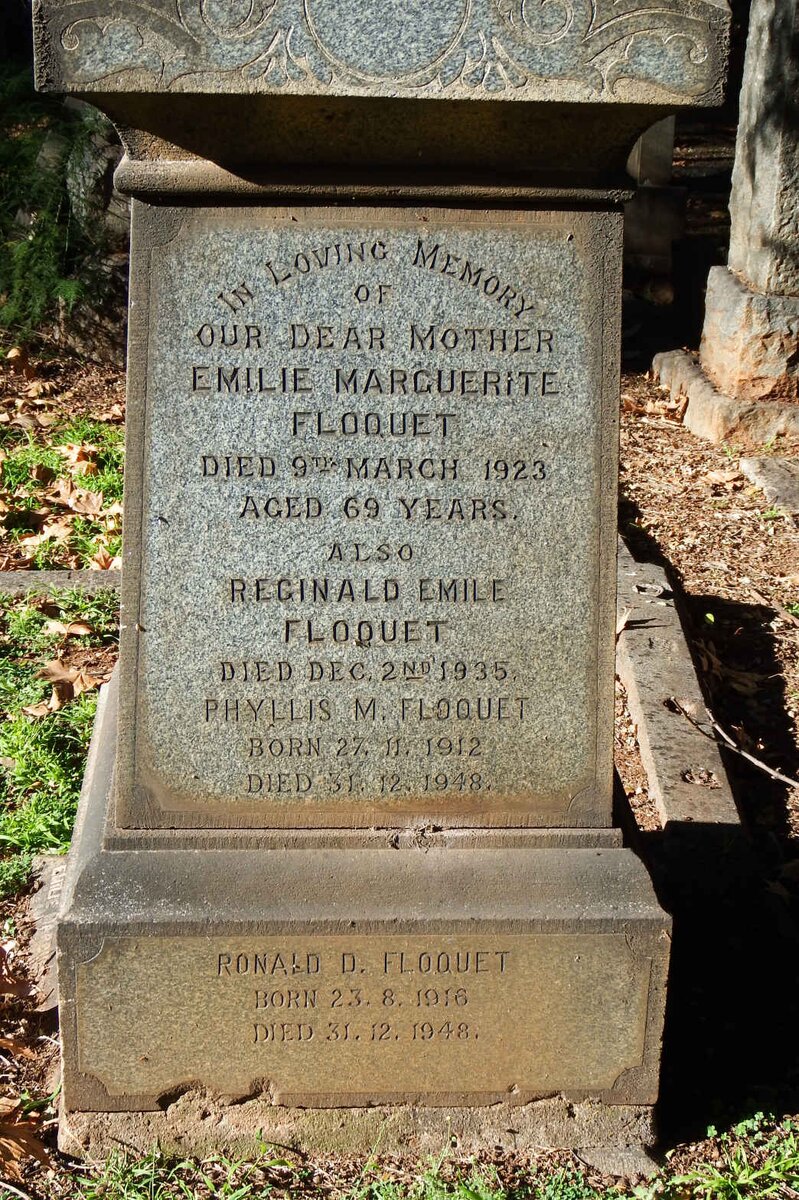 IN LOVING MEMORY
OF
OUR DEAR MOTHER
EMILIE MARGUERITE
FLOQUET
DIED 9TH MARCH 1923
AGED 69 YEARS.
ALSO
REGINALD EMILE
FLOQUET
DIED DEC. 2ND 1935.
PHYLLIS M. FLOQUET
BORN 27. 11. 1912
DIED 31. 12. 1948.
RONALD D. FLOQUET
BORN 23. 8. 1916
DIED 31. 12. 1948.